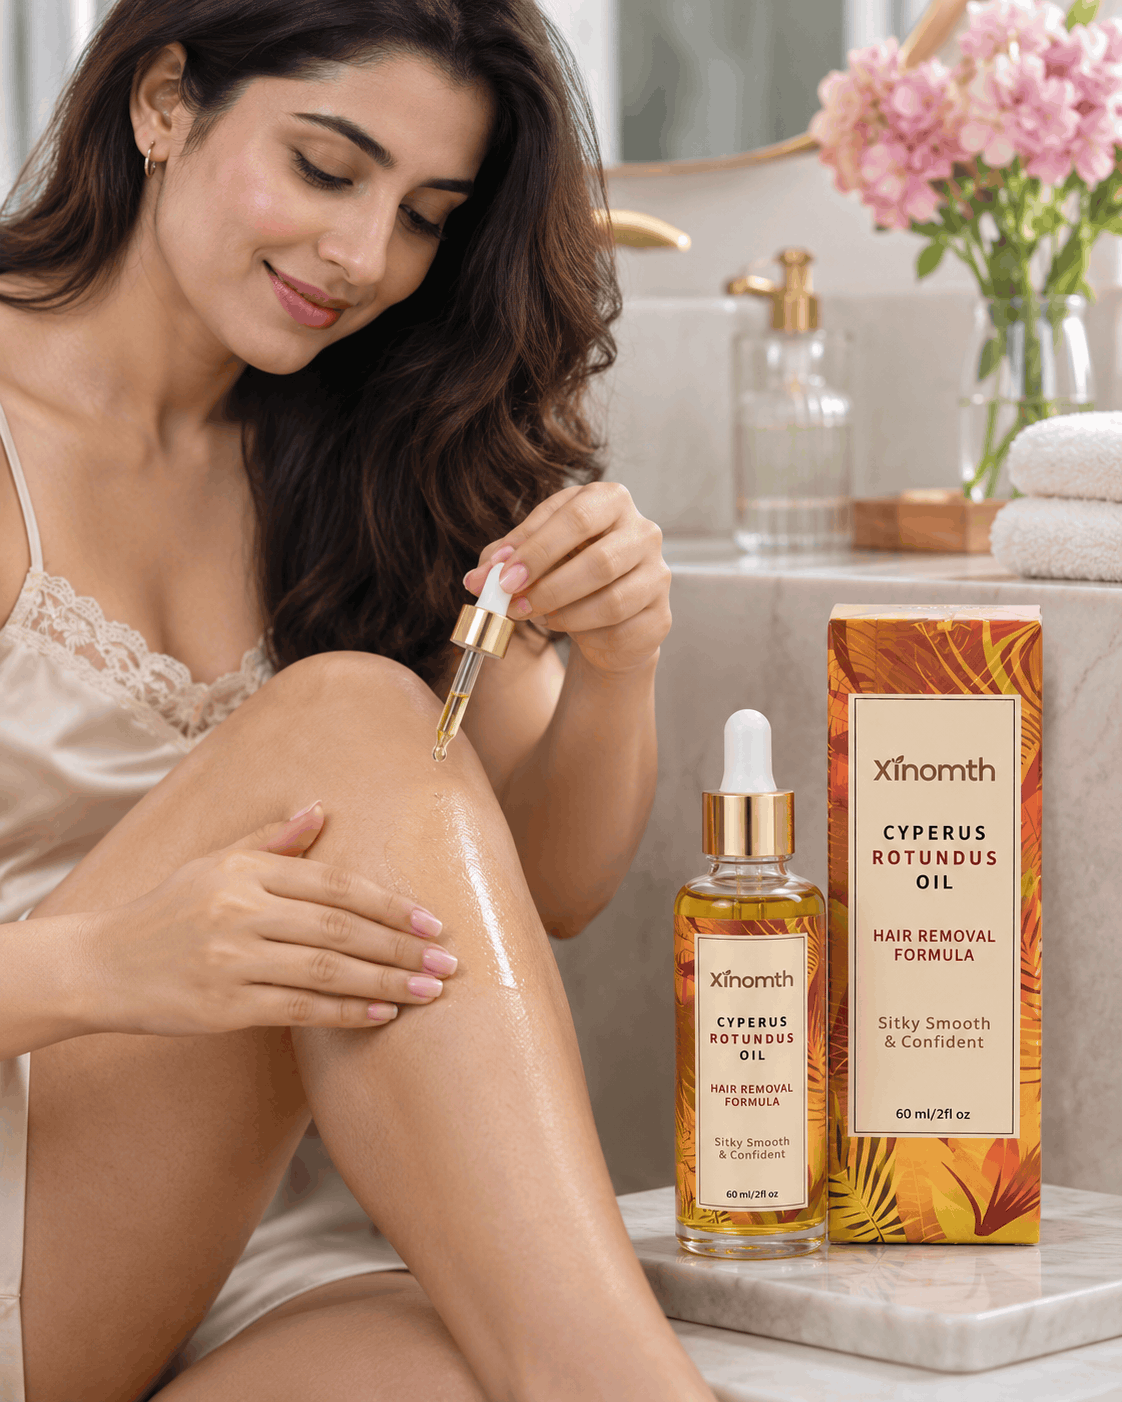 Xinomth
CYPERUS
ROTUNDUS
OIL
HAIR REMOVAL
FORMULA
Sitky Smooth
& Confident
60 ml/2fl oz
Xinomth
CYPERUS
ROTUNDUS
OIL
HAIR REMOVAL
FORMULA
Sitky Smooth
& Confident
60 ml/2fl oz